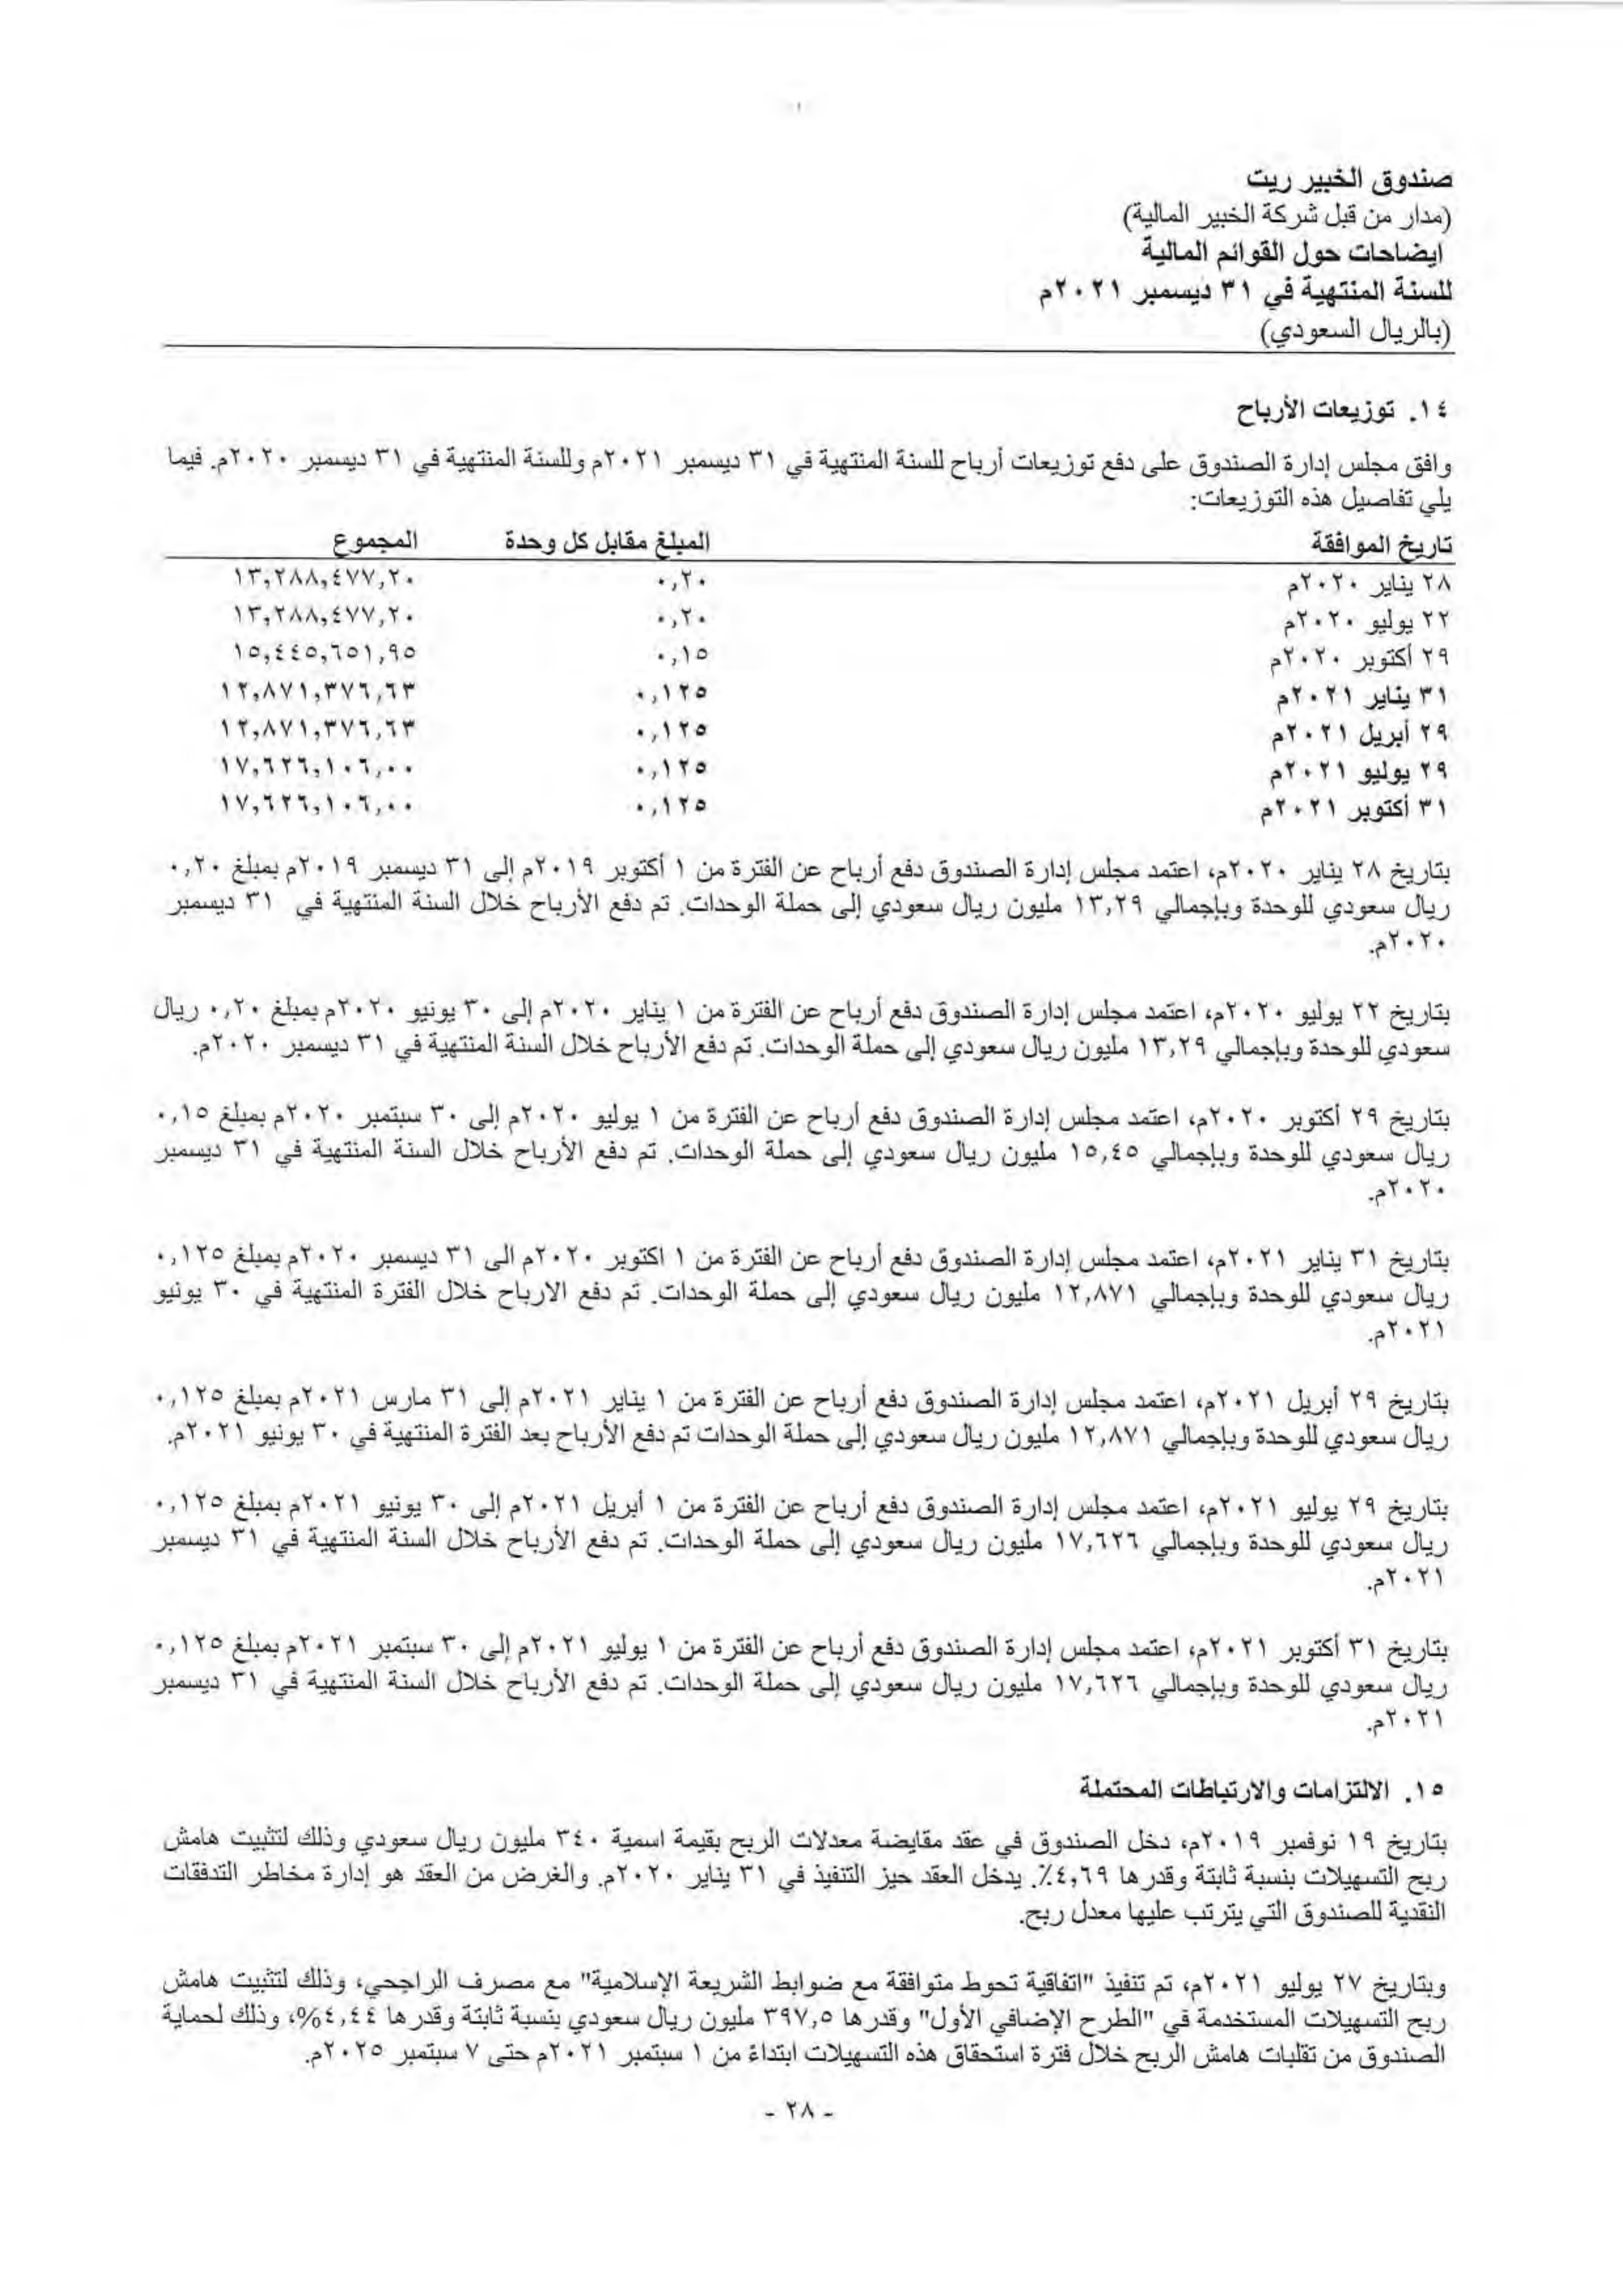 صندوق الخبير ريت
(مدار من قبل شركة الخبير المالية)
ايضاحات حول القوائم المالية
للسنة المنتهية في ٣١ ديسمبر ٢٠٢١م
(بالريال السعودي)
١٤. توزيعات الأرباح
وافق مجلس إدارة الصندوق على دفع توزيعات أرباح للسنة المنتهية في ٣١ ديسمبر ٢٠٢١م وللسنة المنتهية في ٣١ ديسمبر ٢٠٢٠م. فيما
يلي تفاصيل هذه التوزيعات:
تاريخ الموافقة المبلغ مقابل كل وحدة المجموع
٢٨ يناير ٢٠٢٠م ٠,٢٠ ١٣,٢٨٨,٤٧٧,٢٠
٢٢ يوليو ٢٠٢٠م ٠,٢٠ ١٣,٢٨٨,٤٧٧,٢٠
٢٩ أكتوبر ٢٠٢٠م ٠,١٥ ١٥,٤٤٥,٦٥١,٩٥
٣١ يناير ٢٠٢١م ٠,١٢٥ ١٢,٨٧١,٣٧٦,٦٣
٢٩ أبريل ٢٠٢١م ٠,١٢٥ ١٢,٨٧١,٣٧٦,٦٣
٢٩ يوليو ٢٠٢١م ٠,١٢٥ ١٧,٦٢٦,١٠٦,٠٠
٣١ أكتوبر ٢٠٢١م ٠,١٢٥ ١٧,٦٢٦,١٠٦,٠٠
بتاريخ ٢٨ يناير ٢٠٢٠م، اعتمد مجلس إدارة الصندوق دفع أرباح عن الفترة من ١ أكتوبر ٢٠١٩م إلى ٣١ ديسمبر ٢٠١٩م بمبلغ ٠,٢٠
ريال سعودي للوحدة وبإجمالي ١٣,٢٩ مليون ريال سعودي إلى حملة الوحدات. تم دفع الأرباح خلال السنة المنتهية في ٣١ ديسمبر
٢٠٢٠م.
بتاريخ ٢٢ يوليو ٢٠٢٠م، اعتمد مجلس إدارة الصندوق دفع أرباح عن الفترة من ١ يناير ٢٠٢٠م إلى ٣٠ يونيو ٢٠٢٠م بمبلغ ٠,٢٠ ريال
سعودي للوحدة وبإجمالي ١٣,٢٩ مليون ريال سعودي إلى حملة الوحدات. تم دفع الأرباح خلال السنة المنتهية في ٣١ ديسمبر ٢٠٢٠م.
بتاريخ ٢٩ أكتوبر ٢٠٢٠م، اعتمد مجلس إدارة الصندوق دفع أرباح عن الفترة من ١ يوليو ٢٠٢٠م إلى ٣٠ سبتمبر ٢٠٢٠م بمبلغ ٠,١٥
ريال سعودي للوحدة وبإجمالي ١٥,٤٥ مليون ريال سعودي إلى حملة الوحدات. تم دفع الأرباح خلال السنة المنتهية في ٣١ ديسمبر
٢٠٢٠م.
بتاريخ ٣١ يناير ٢٠٢١م، اعتمد مجلس إدارة الصندوق دفع أرباح عن الفترة من ١ اكتوبر ٢٠٢٠م الى ٣١ ديسمبر ٢٠٢٠م بمبلغ ٠,١٢٥
ريال سعودي للوحدة وبإجمالي ١٢,٨٧١ مليون ريال سعودي إلى حملة الوحدات. تم دفع الارباح خلال الفترة المنتهية في ٣٠ يونيو
٢٠٢١م.
بتاريخ ٢٩ أبريل ٢٠٢١م، اعتمد مجلس إدارة الصندوق دفع أرباح عن الفترة من ١ يناير ٢٠٢١م إلى ٣١ مارس ٢٠٢١م بمبلغ ٠,١٢٥
ريال سعودي للوحدة وبإجمالي ١٢,٨٧١ مليون ريال سعودي إلى حملة الوحدات تم دفع الأرباح بعد الفترة المنتهية في ٣٠ يونيو ٢٠٢١م.
بتاريخ ٢٩ يوليو ٢٠٢١م، اعتمد مجلس إدارة الصندوق دفع أرباح عن الفترة من ١ أبريل ٢٠٢١م إلى ٣٠ يونيو ٢٠٢١م بمبلغ ٠,١٢٥
ريال سعودي للوحدة وبإجمالي ١٧,٦٢٦ مليون ريال سعودي إلى حملة الوحدات. تم دفع الأرباح خلال السنة المنتهية في ٣١ ديسمبر
٢٠٢١م.
بتاريخ ٣١ أكتوبر ٢٠٢١م، اعتمد مجلس إدارة الصندوق دفع أرباح عن الفترة من ١ يوليو ٢٠٢١م إلى ٣٠ سبتمبر ٢٠٢١م بمبلغ ٠,١٢٥
ريال سعودي للوحدة وبإجمالي ١٧,٦٢٦ مليون ريال سعودي إلى حملة الوحدات. تم دفع الأرباح خلال السنة المنتهية في ٣١ ديسمبر
٢٠٢١م.
١٥. الالتزامات والارتباطات المحتملة
بتاريخ ١٩ نوفمبر ٢٠١٩م، دخل الصندوق في عقد مقايضة معدلات الربح بقيمة اسمية ٣٤٠ مليون ريال سعودي وذلك لتثبيت هامش
ربح التسهيلات بنسبة ثابتة وقدرها ٤,٦٩٪. يدخل العقد حيز التنفيذ في ٣١ يناير ٢٠٢٠م. والغرض من العقد هو إدارة مخاطر التدفقات
النقدية للصندوق التي يترتب عليها معدل ربح.
وبتاريخ ٢٧ يوليو ٢٠٢١م، تم تنفيذ "اتفاقية تحوط متوافقة مع ضوابط الشريعة الإسلامية" مع مصرف الراجحي، وذلك لتثبيت هامش
ربح التسهيلات المستخدمة في "الطرح الإضافي الأول" وقدرها ٣٩٧,٥ مليون ريال سعودي بنسبة ثابتة وقدرها ٤,٤٤%، وذلك لحماية
الصندوق من تقلبات هامش الربح خلال فترة استحقاق هذه التسهيلات ابتداءً من ١ سبتمبر ٢٠٢١م حتى ٧ سبتمبر ٢٠٢٥م.
- ٢٨ -